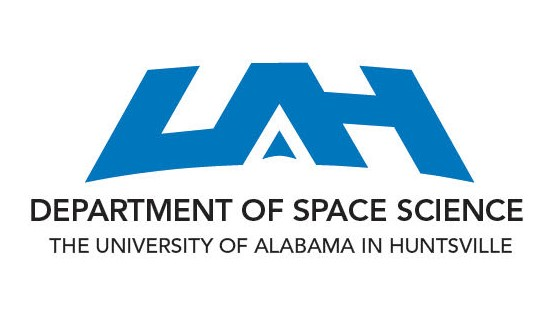 UAH
DEPARTMENT OF SPACE SCIENCE
THE UNIVERSITY OF ALABAMA IN HUNTSVILLE